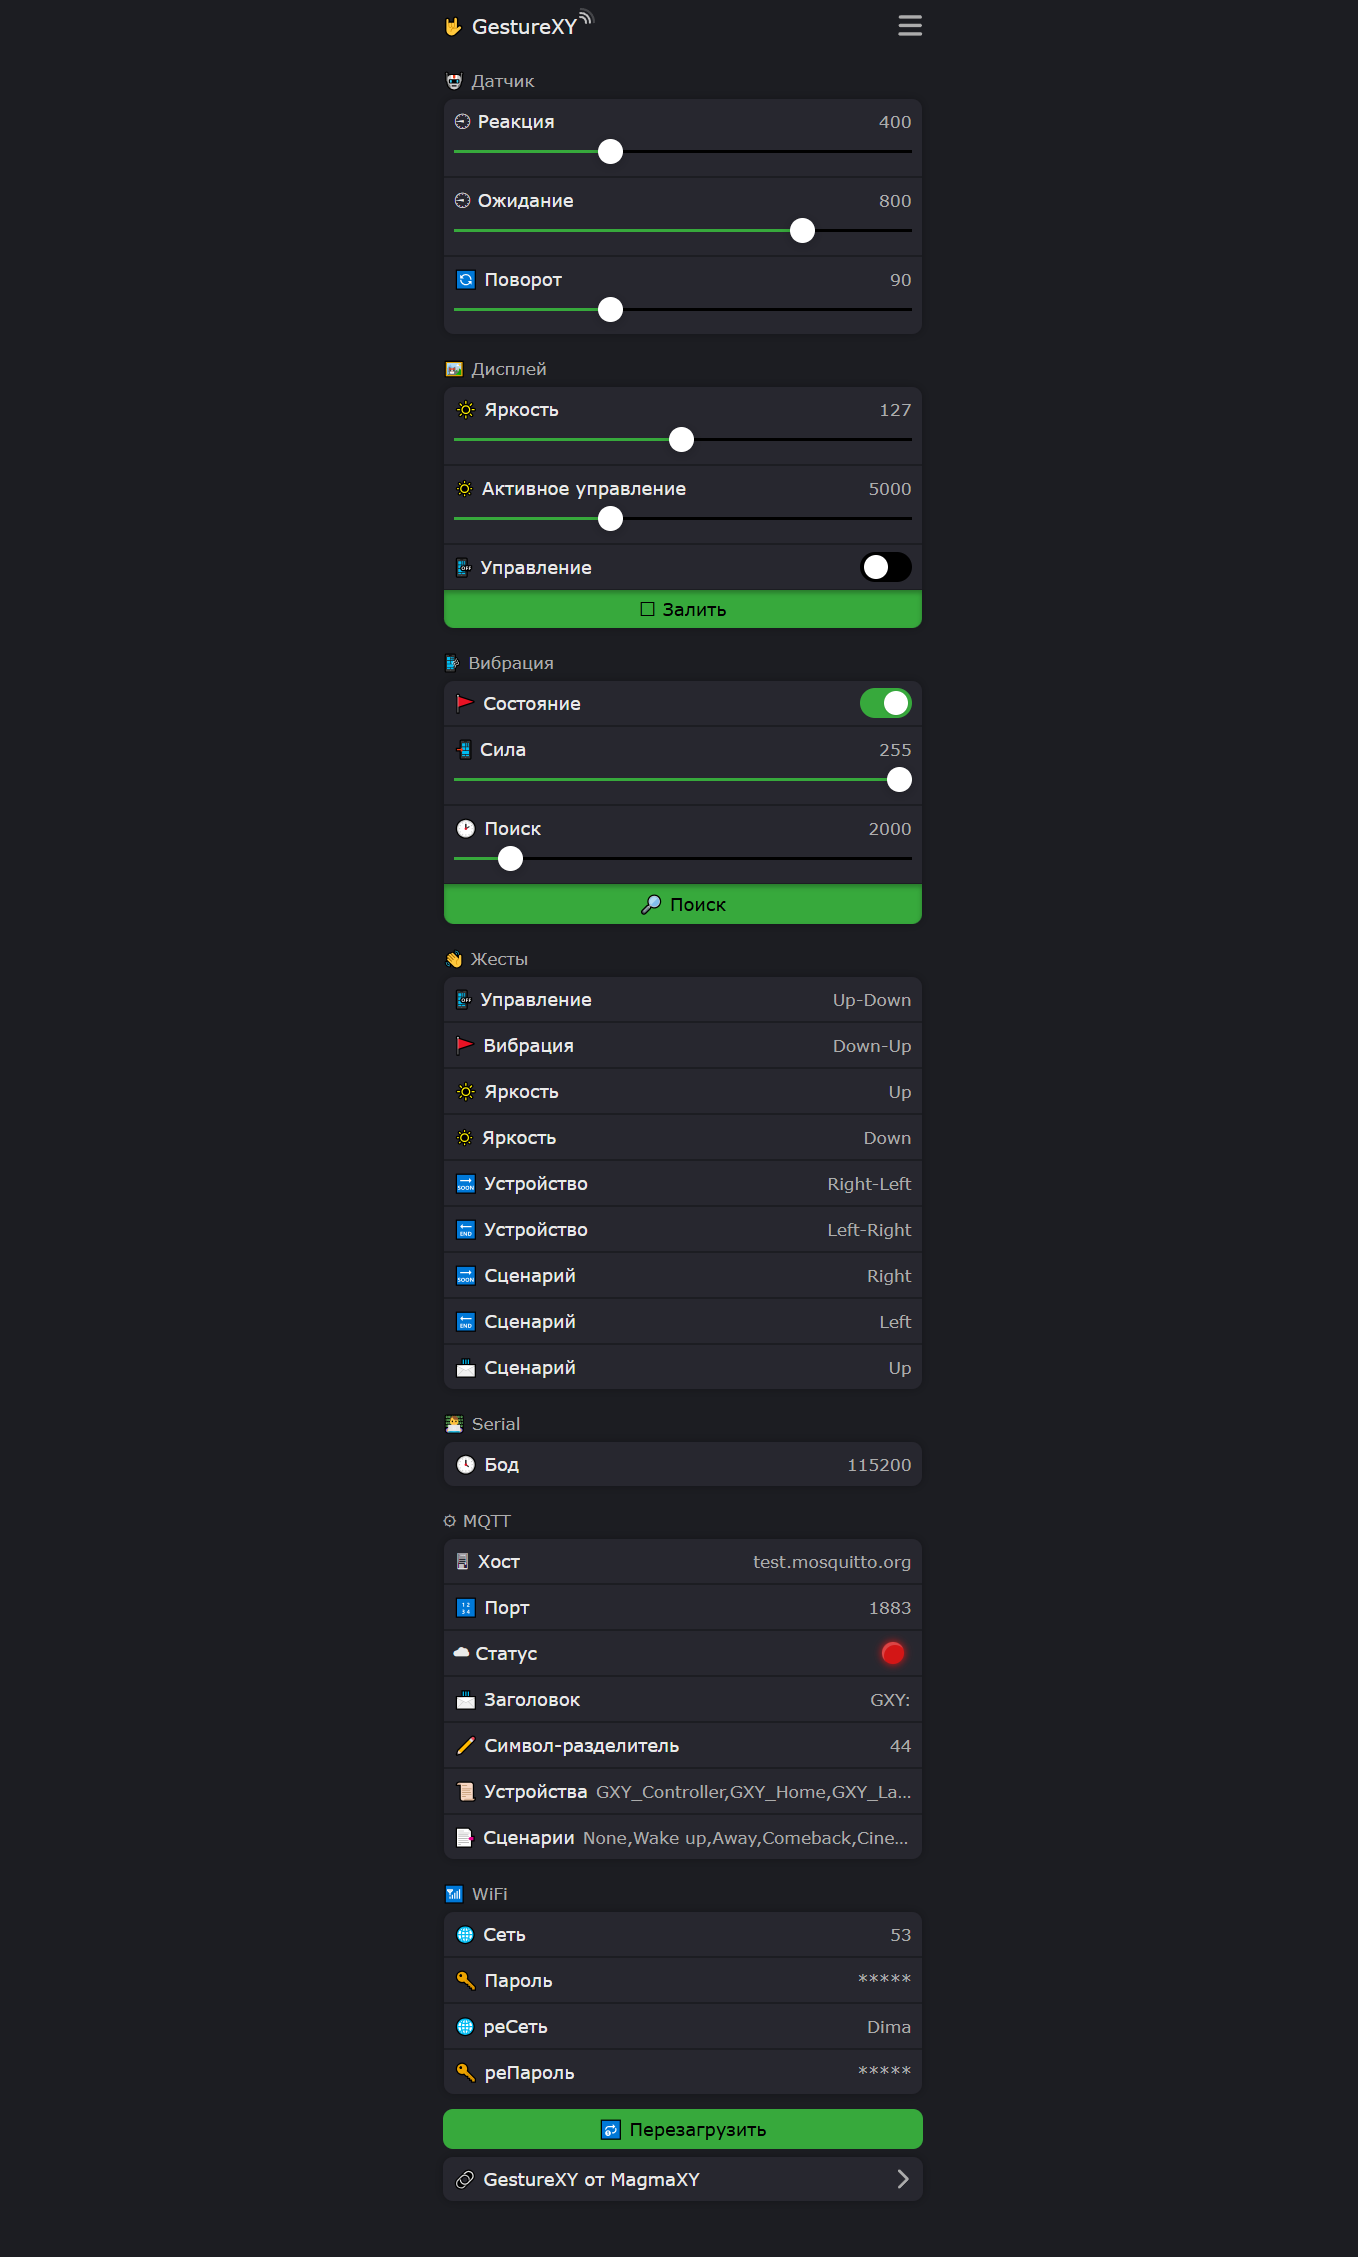 GestureXY
Датчик
Реакция 400
Ожидание 800
Поворот 90
Дисплей
Яркость 127
Активное управление 5000
Управление
Залить
Вибрация
Состояние
Сила 255
Поиск 2000
Поиск
Жесты
Управление Up-Down
Вибрация Down-Up
Яркость Up
Яркость Down
Устройство Right-Left
Устройство Left-Right
Сценарий Right
Сценарий Left
Сценарий Up
Serial
Бод 115200
MQTT
Хост test.mosquitto.org
Порт 1883
Статус
Заголовок GXY:
Символ-разделитель 44
Устройства GXY_Controller,GXY_Home,GXY_La...
Сценарии None,Wake up,Away,Comeback,Cine...
WiFi
Сеть 53
Пароль *****
реСеть Dima
реПароль *****
Перезагрузить
GestureXY от MagmaXY